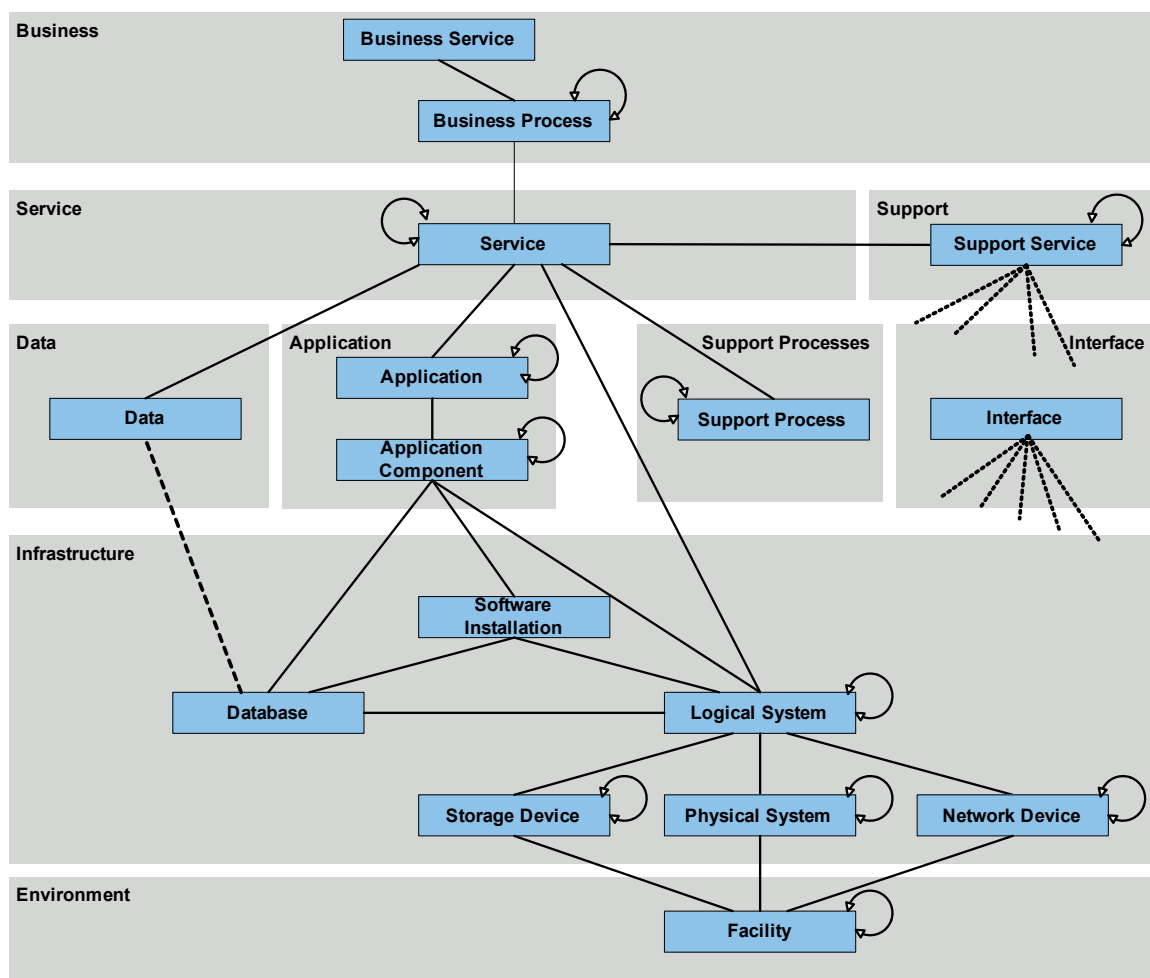 Business
Business Service
Business Process
Service
Support
Service
Support Service
Data
Application
Support Processes
Interface
Application
Data
Support Process
Interface
Application
Component
Infrastructure
Software
Installation
Database
Logical System
Storage Device
Physical System
Network Device
Environment
Facility